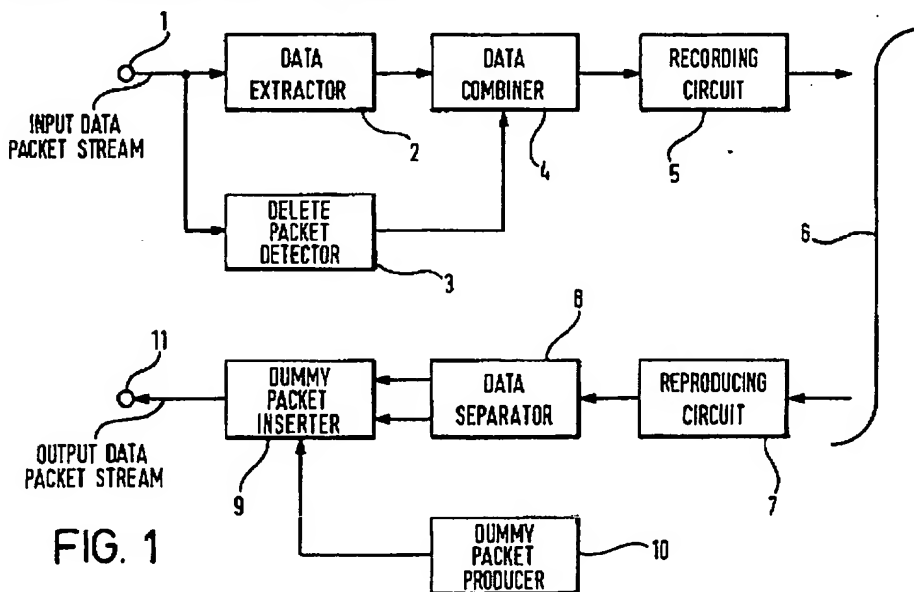 1
DATA
EXTRACTOR
2
DATA
COMBINER
4
RECORDING
CIRCUIT
5
INPUT DATA
PACKET STREAM
DELETE
PACKET
DETECTOR
3
6
11
DUMMY
PACKET
INSERTER
9
8
DATA
SEPARATOR
REPRODUCING
CIRCUIT
7
OUTPUT DATA
PACKET STREAM
FIG. 1
DUMMY
PACKET
PRODUCER
10